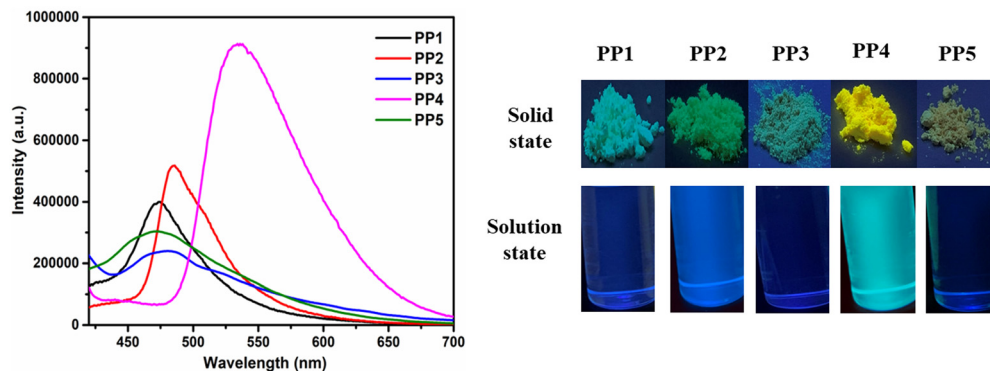 1000000
800000
600000
400000
200000
0
Intensity (a.u.)
450 500 550 600 650 700
Wavelength (nm)
PP1
PP2
PP3
PP4
PP5
PP1 PP2 PP3 PP4 PP5
Solid
state
Solution
state